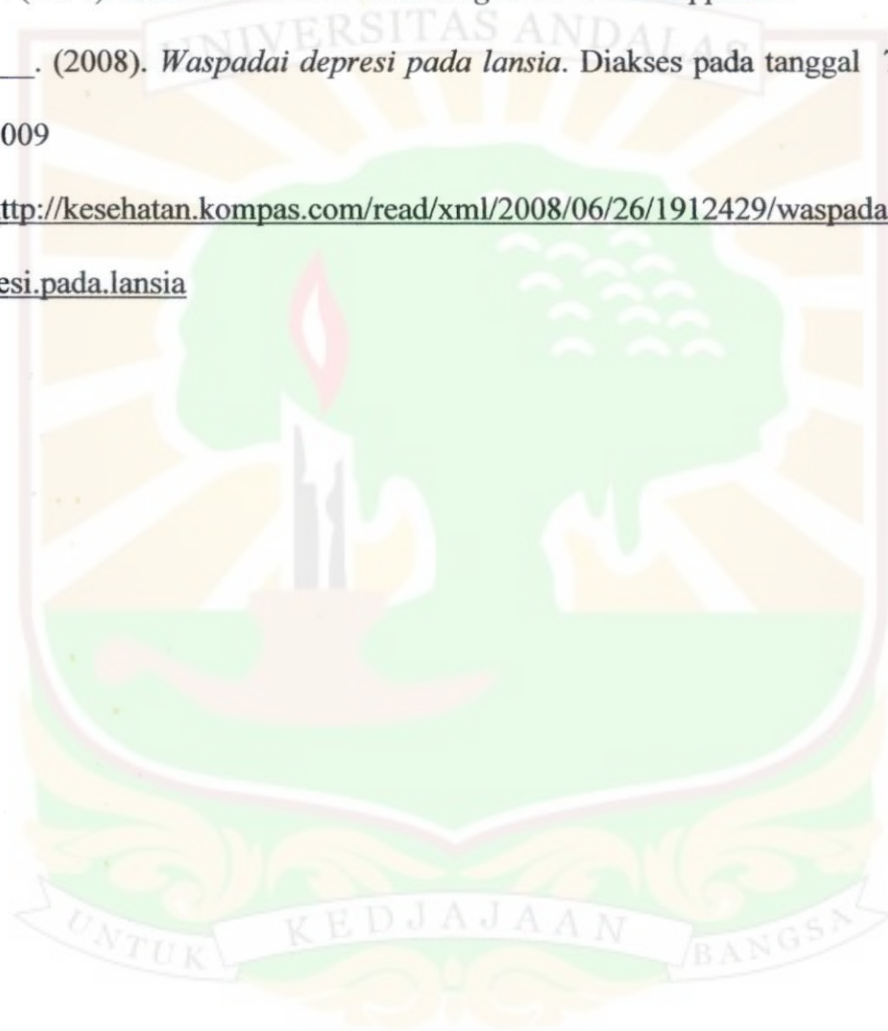 UNIVERSITAS ANDALAS
. (2008). Waspadai depresi pada lansia. Diakses pada tanggal
009
ttp://kesehatan.kompas.com/read/xml/2008/06/26/1912429/waspada
esi.pada.lansia
UNTUK KEDJAJAAN BANGSA